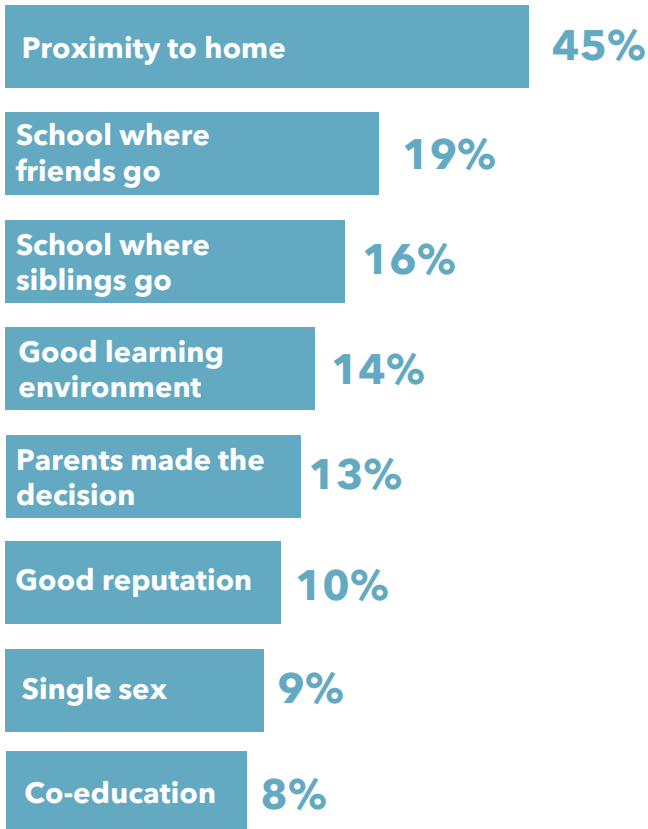 Proximity to home
45%
School where
friends go
19%
School where
siblings go
16%
Good learning
environment
14%
Parents made the
decision
13%
Good reputation
10%
Single sex
9%
Co-education
8%